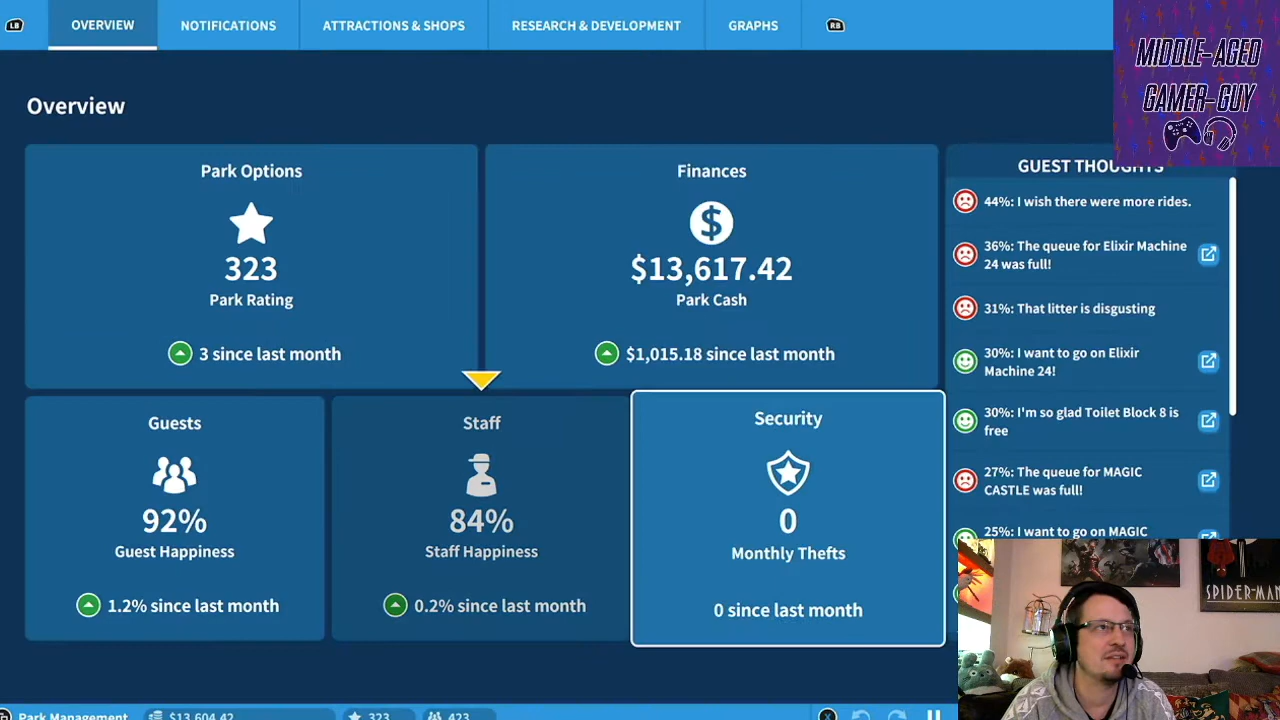 LB
OVERVIEW
NOTIFICATIONS
ATTRACTIONS & SHOPS
RESEARCH & DEVELOPMENT
GRAPHS
RB
MIDDLE-AGED
GAMER-GUY
Overview
Park Options
323
Park Rating
3 since last month
Finances
$
$13,617.42
Park Cash
$1,015.18 since last month
Guests
92%
Guest Happiness
1.2% since last month
Staff
84%
Staff Happiness
0.2% since last month
Security
0
Monthly Thefts
0 since last month
GUEST THOUGHTS
44%: I wish there were more rides.
36%: The queue for Elixir Machine
24 was full!
31%: That litter is disgusting
30%: I want to go on Elixir
Machine 24!
30%: I'm so glad Toilet Block 8 is
free
27%: The queue for MAGIC
CASTLE was full!
25%: I want to go on MAGIC
SPIDER-MAN
Park Management
$13,604.42
323
423
X